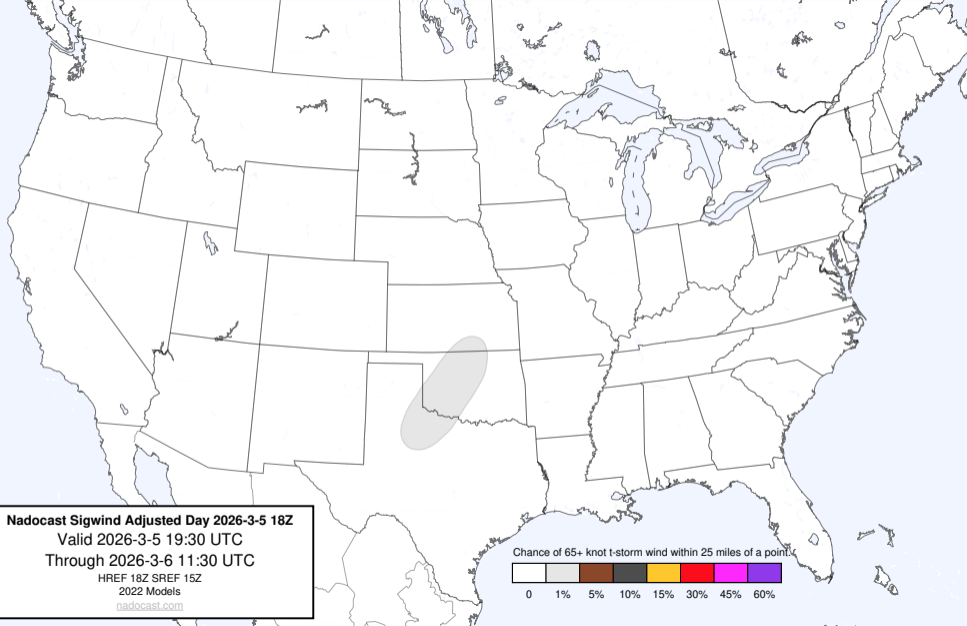 Nadocast Sigwind Adjusted Day 2026-3-5 18Z
Valid 2026-3-5 19:30 UTC
Through 2026-3-6 11:30 UTC
HREF 18Z SREF 15Z
2022 Models
nadocast.com
Chance of 65+ knot t-storm wind within 25 miles of a point.
0 1% 5% 10% 15% 30% 45% 60%